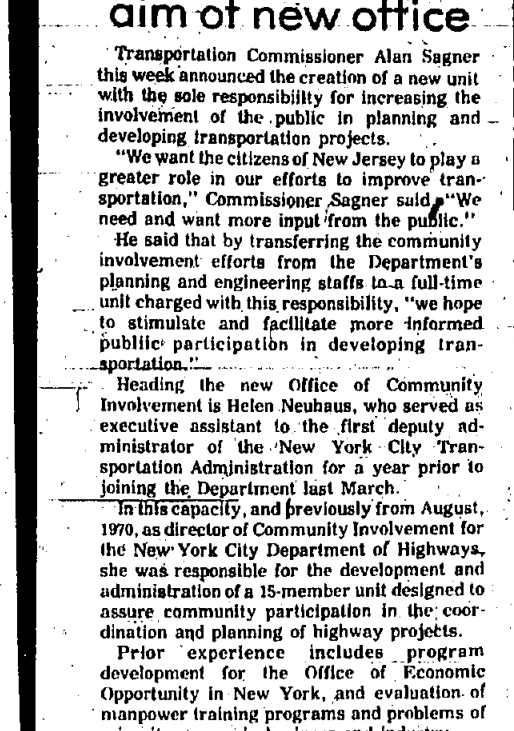 aim of new office
Transportation Commissioner Alan Sagner
this week announced the creation of a new unit
with the sole responsibility for increasing the
involvement of the public in planning and
developing transportation projects.
"We want the citizens of New Jersey to play a
greater role in our efforts to improve tran-
sportation," Commissioner Sagner said. "We
need and want more input from the public."
He said that by transferring the community
involvement efforts from the Department's
planning and engineering staffs to a full-time
unit charged with this responsibility, "we hope
to stimulate and facilitate more informed
publiic participation in developing tran-
sportation."
Heading the new Office of Community
Involvement is Helen Neuhaus, who served as
executive assistant to the first deputy ad-
ministrator of the New York City Tran-
sportation Administration for a year prior to
joining the Department last March.
In this capacity, and previously from August,
1970, as director of Community Involvement for
the New York City Department of Highways,
she was responsible for the development and
administration of a 15-member unit designed to
assure community participation in the coor-
dination and planning of highway projects.
Prior experience includes program
development for the Office of Economic
Opportunity in New York, and evaluation of
manpower training programs and problems of